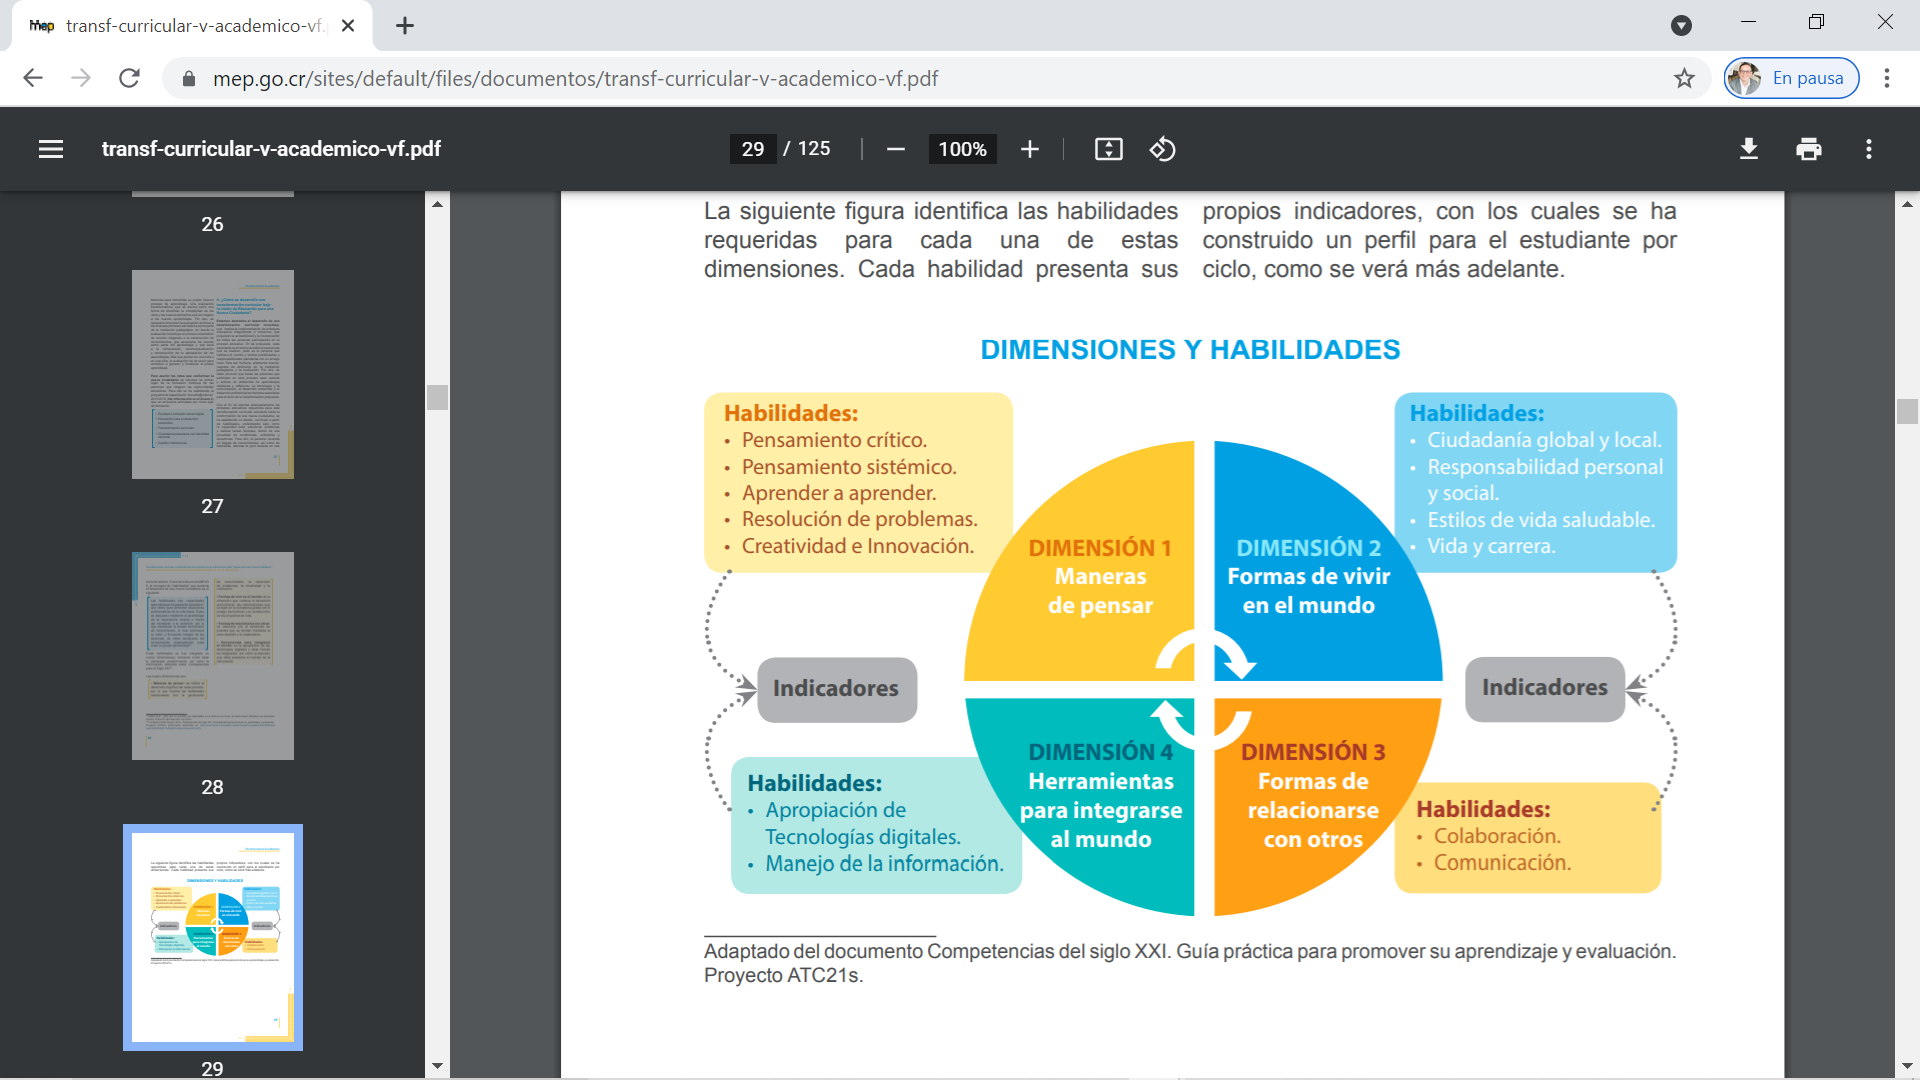 mep transf-curricular-v-academico-vf.
mep.go.cr/sites/default/files/documentos/transf-curricular-v-academico-vf.pdf
En pausa
transf-curricular-v-academico-vf.pdf
29 / 125
100%
26
27
28
29
La siguiente figura identifica las habilidades
requeridas para cada una de estas
dimensiones. Cada habilidad presenta sus
propios indicadores, con los cuales se ha
construido un perfil para el estudiante por
ciclo, como se verá más adelante.
DIMENSIONES Y HABILIDADES
Habilidades:
• Pensamiento crítico.
• Pensamiento sistémico.
• Aprender a aprender.
• Resolución de problemas.
• Creatividad e Innovación.
Habilidades:
• Ciudadanía global y local.
• Responsabilidad personal
y social.
• Estilos de vida saludable.
• Vida y carrera.
DIMENSIÓN 1
Maneras
de pensar
DIMENSIÓN 2
Formas de vivir
en el mundo
Indicadores
Indicadores
DIMENSIÓN 4
Herramientas
para integrarse
al mundo
DIMENSIÓN 3
Formas de
relacionarse
con otros
Habilidades:
• Apropiación de
Tecnologías digitales.
• Manejo de la información.
Habilidades:
• Colaboración.
• Comunicación.
Adaptado del documento Competencias del siglo XXI. Guía práctica para promover su aprendizaje y evaluación.
Proyecto ATC21s.